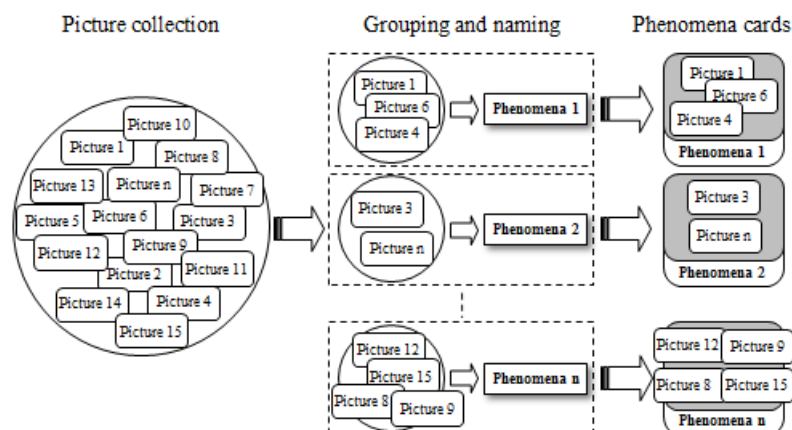 Picture collection
Grouping and naming
Phenomena cards
Picture 10
Picture 1
Picture 8
Picture 13
Picture n
Picture 7
Picture 5
Picture 6
Picture 3
Picture 12
Picture 9
Picture 2
Picture 11
Picture 14
Picture 4
Picture 15
Picture 1
Picture 6
Picture 4
Phenomena 1
Picture 1
Picture 6
Picture 4
Phenomena 1
Picture 3
Picture n
Phenomena 2
Picture 3
Picture n
Phenomena 2
Picture 12
Picture 15
Picture 8
Picture 9
Phenomena n
Picture 12
Picture 9
Picture 8
Picture 15
Phenomena n